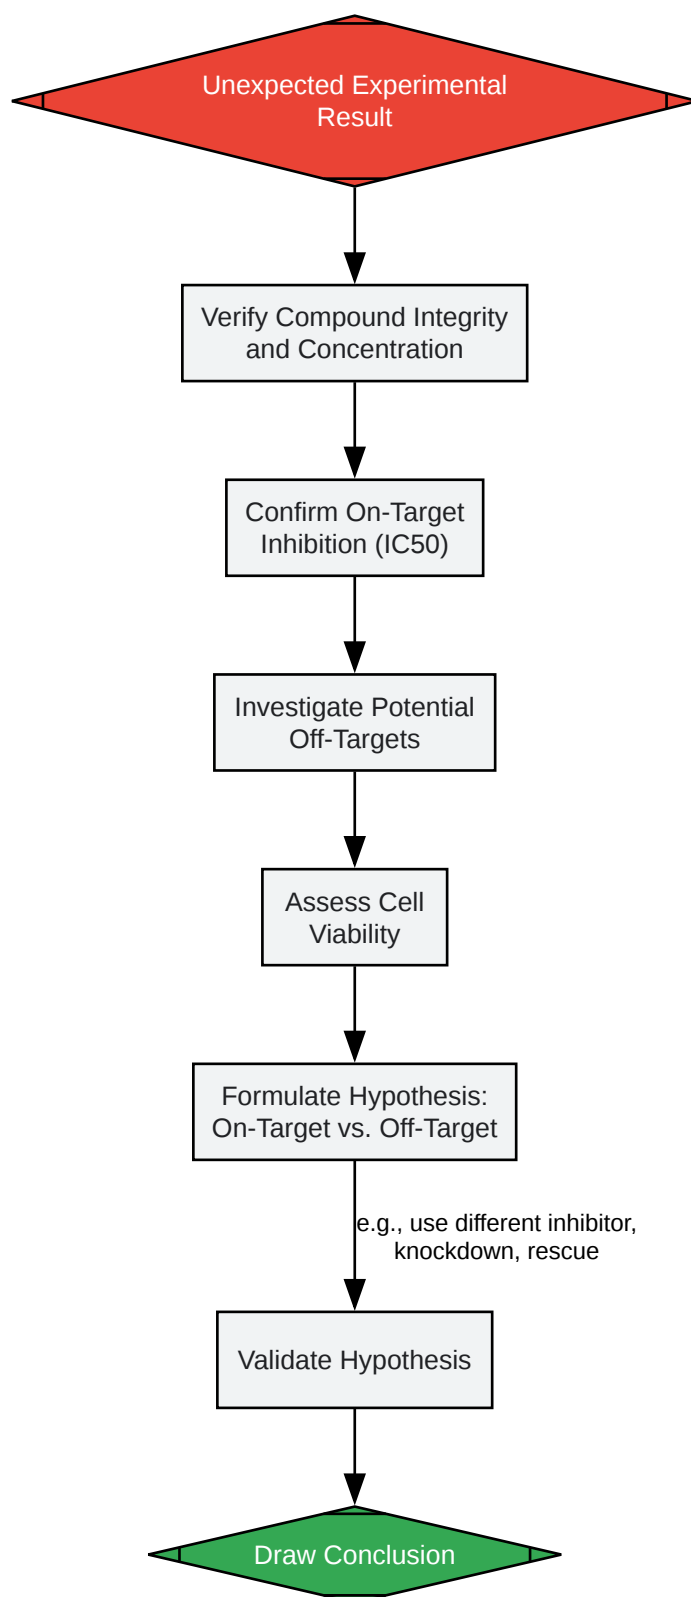 Unexpected Experimental
Result
Verify Compound Integrity
and Concentration
Confirm On-Target
Inhibition (IC50)
Investigate Potential
Off-Targets
Assess Cell
Viability
Formulate Hypothesis:
On-Target vs. Off-Target
e.g., use different inhibitor,
knockdown, rescue
Validate Hypothesis
Draw Conclusion